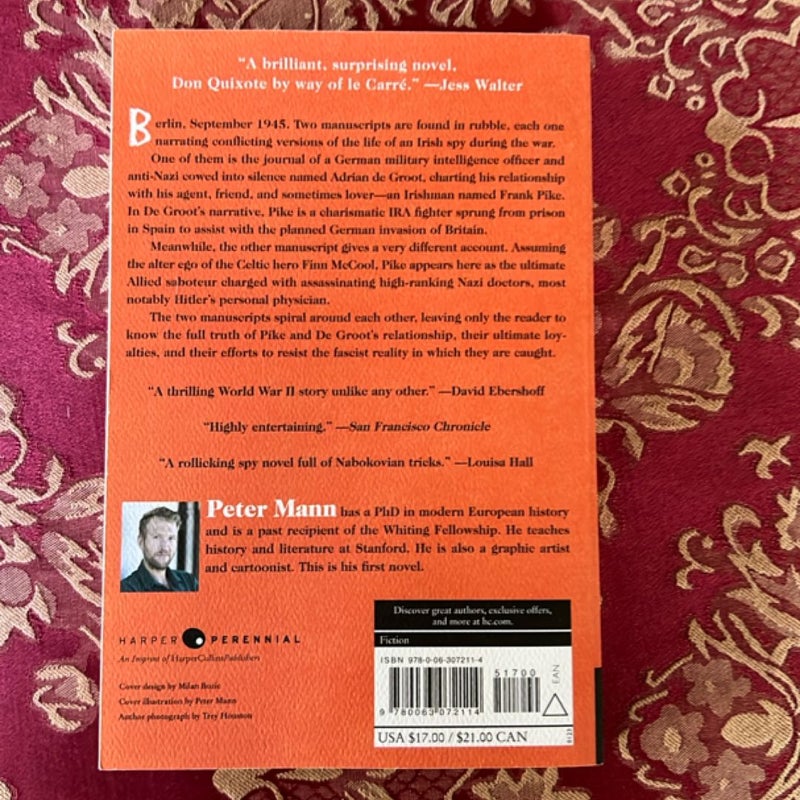 “A brilliant, surprising novel,
Don Quixote by way of le Carré.” —Jess Walter
Berlin, September 1945. Two manuscripts are found in rubble, each one
narrating conflicting versions of the life of an Irish spy during the war.
One of them is the journal of a German military intelligence officer and
anti-Nazi cowed into silence named Adrian de Groot, charting his relationship
with his agent, friend, and sometimes lover—an Irishman named Frank Pike.
In De Groot’s narrative, Pike is a charismatic IRA fighter sprung from prison
in Spain to assist with the planned German invasion of Britain.
Meanwhile, the other manuscript gives a very different account. Assuming
the alter ego of the Celtic hero Finn McCool, Pike appears here as the ultimate
Allied saboteur charged with assassinating high-ranking Nazi doctors, most
notably Hitler’s personal physician.
The two manuscripts spiral around each other, leaving only the reader to
know the full truth of Pike and De Groot’s relationship, their ultimate loy-
alties, and their efforts to resist the fascist reality in which they are caught.
“A thrilling World War II story unlike any other.” —David Ebershoff
“Highly entertaining.” —San Francisco Chronicle
“A rollicking spy novel full of Nabokovian tricks.” —Louisa Hall
Peter Mann has a PhD in modern European history
and is a past recipient of the Whiting Fellowship. He teaches
history and literature at Stanford. He is also a graphic artist
and cartoonist. This is his first novel.
HARPER PERENNIAL
An Imprint of HarperCollinsPublishers
Cover design by Milan Bozic
Cover illustration by Peter Mann
Author photograph by Trey Houston
Discover great authors, exclusive offers,
and more at hc.com.
Fiction
ISBN 978-0-06-307211-4
51700
EAN
9 780063 072114
USA $17.00 / $21.00 CAN